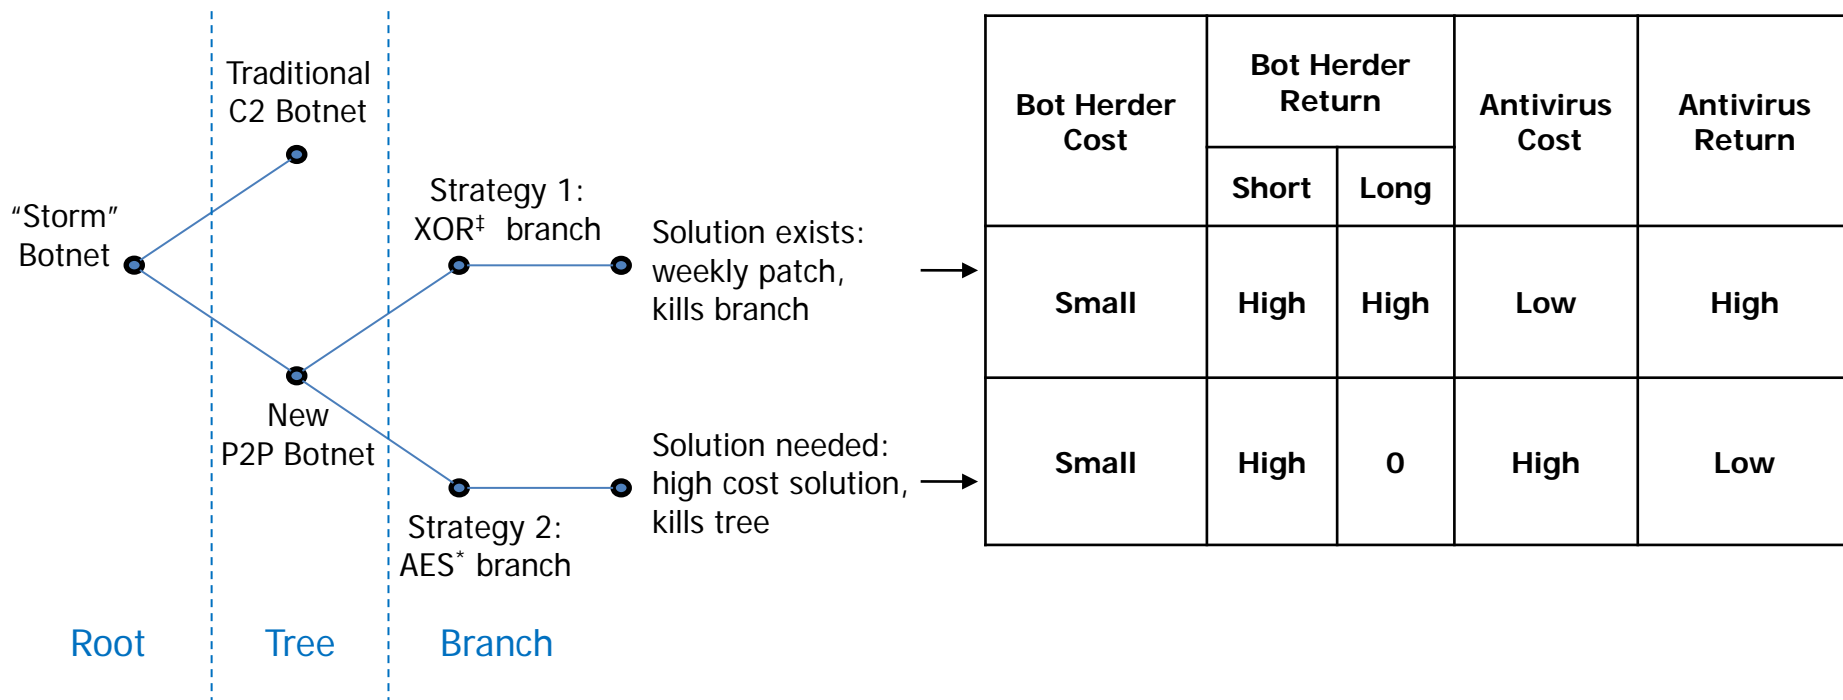 Traditional
C2 Botnet
“Storm”
Botnet
Strategy 1:
XOR‡ branch
Solution exists:
weekly patch,
kills branch
New
P2P Botnet
Strategy 2:
AES* branch
Solution needed:
high cost solution,
kills tree
Root
Tree
Branch
Bot Herder
Cost
Bot Herder
Return
Short
Long
Antivirus
Cost
Antivirus
Return
Small
High
High
Low
High
Small
High
0
High
Low